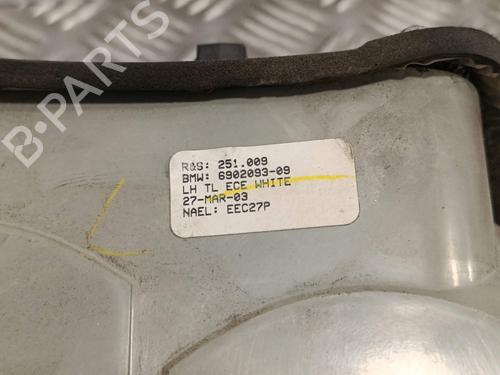 R&S: 251.009
BMW: 6902093-09
LH TL ECE WHITE
27-MAR-03
NAEL: EEC27P
B-PARTS